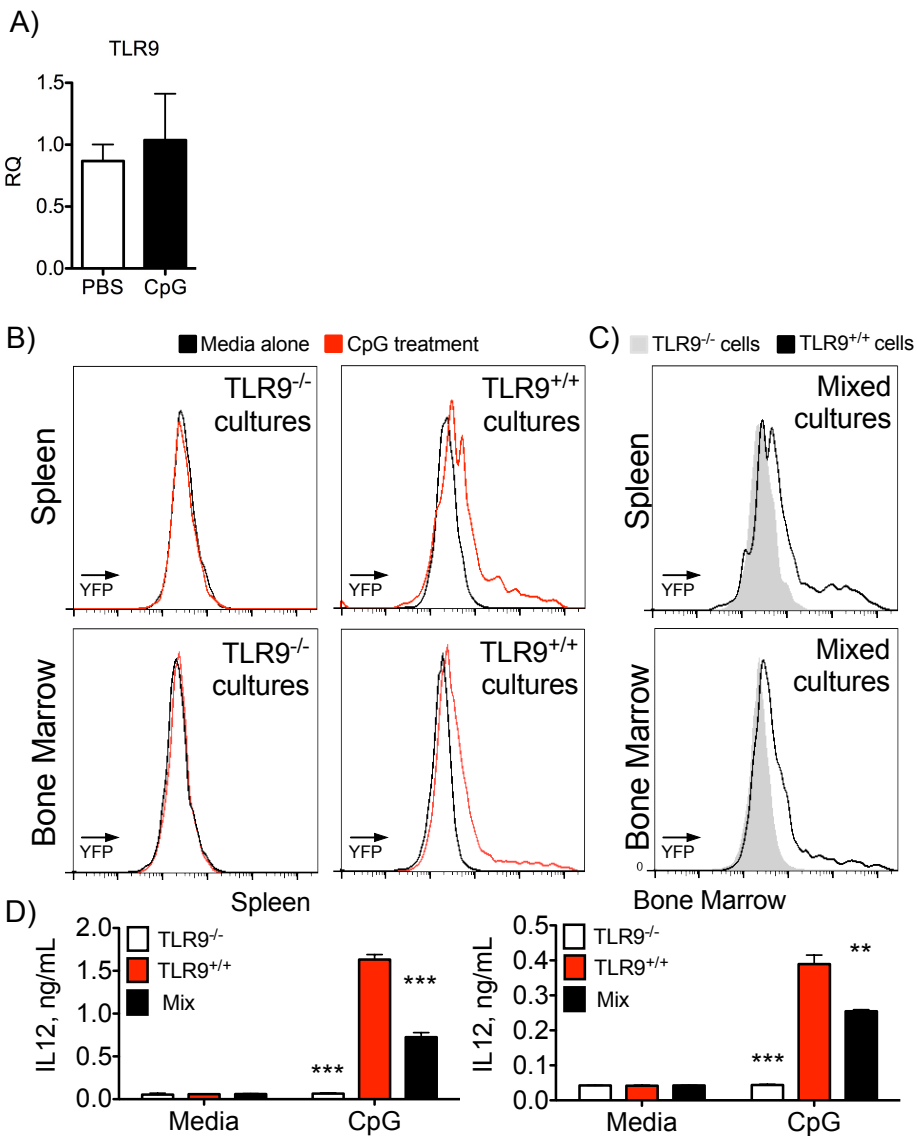 A)
TLR9
1.5
1.0
0.5
0.0
RQ
PBS CpG
B)
Media alone CpG treatment
C)
TLR9-/- cells TLR9+/+ cells
Spleen
TLR9-/-
cultures
YFP
TLR9+/+
cultures
YFP
Spleen
Mixed
cultures
YFP
Bone Marrow
TLR9-/-
cultures
YFP
TLR9+/+
cultures
YFP
Bone Marrow
Mixed
cultures
YFP
0
D)
Spleen
IL12, ng/mL
2.0
1.5
1.0
0.5
0.0
TLR9-/-
TLR9+/+
Mix
***
***
Media CpG
Bone Marrow
IL12, ng/mL
0.5
0.4
0.3
0.2
0.1
0.0
TLR9-/-
TLR9+/+
Mix
***
**
Media CpG